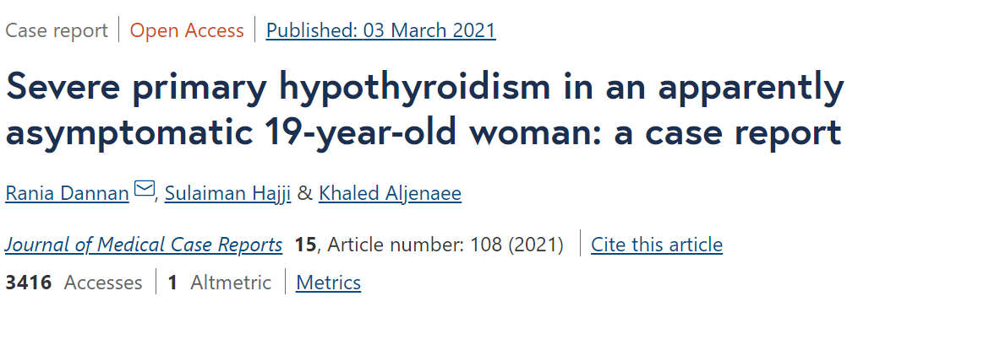 Case report | Open Access | Published: 03 March 2021
Severe primary hypothyroidism in an apparently
asymptomatic 19-year-old woman: a case report
Rania Dannan, Sulaiman Hajji & Khaled Aljenaee
Journal of Medical Case Reports 15, Article number: 108 (2021) | Cite this article
3416 Accesses | 1 Altmetric | Metrics